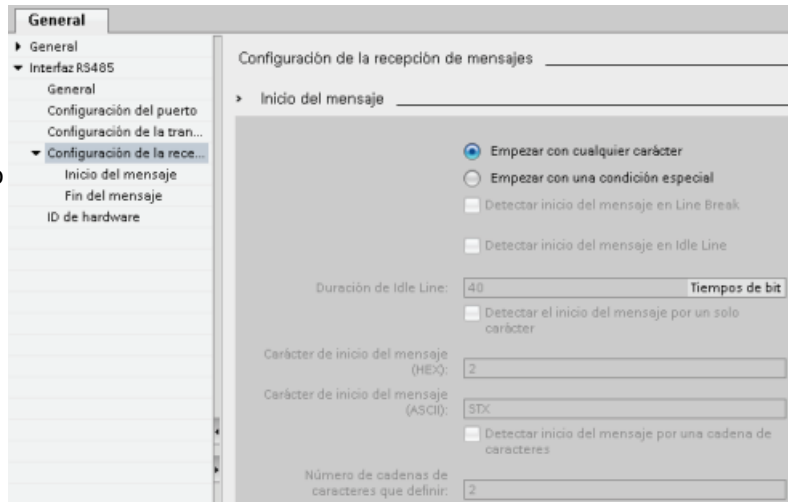 General
General
Interfaz RS485
General
Configuración del puerto
Configuración de la tran...
Configuración de la rece...
Inicio del mensaje
Fin del mensaje
ID de hardware
Configuración de la recepción de mensajes
Inicio del mensaje
Empezar con cualquier carácter
Empezar con una condición especial
Detectar inicio del mensaje en Line Break
Detectar inicio del mensaje en Idle Line
Duración de Idle Line: 40 Tiempos de bit
Detectar el inicio del mensaje por un solo
carácter
Carácter de inicio del mensaje
(HEX): 2
Carácter de inicio del mensaje
(ASCII): STX
Detectar inicio del mensaje por una cadena de
caracteres
Número de cadenas de
caracteres que definir: 2